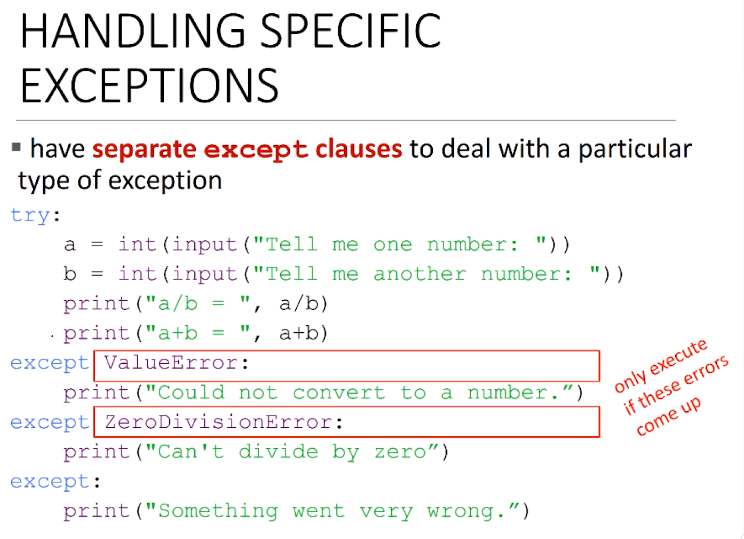 HANDLING SPECIFIC
EXCEPTIONS
▪ have separate except clauses to deal with a particular
type of exception
try:
    a = int(input("Tell me one number: "))
    b = int(input("Tell me another number: "))
    print("a/b = ", a/b)
    print("a+b = ", a+b)
except ValueError:
    print("Could not convert to a number.”)
except ZeroDivisionError:
    print("Can't divide by zero”)
except:
    print("Something went very wrong.”)
only execute
if these errors
come up